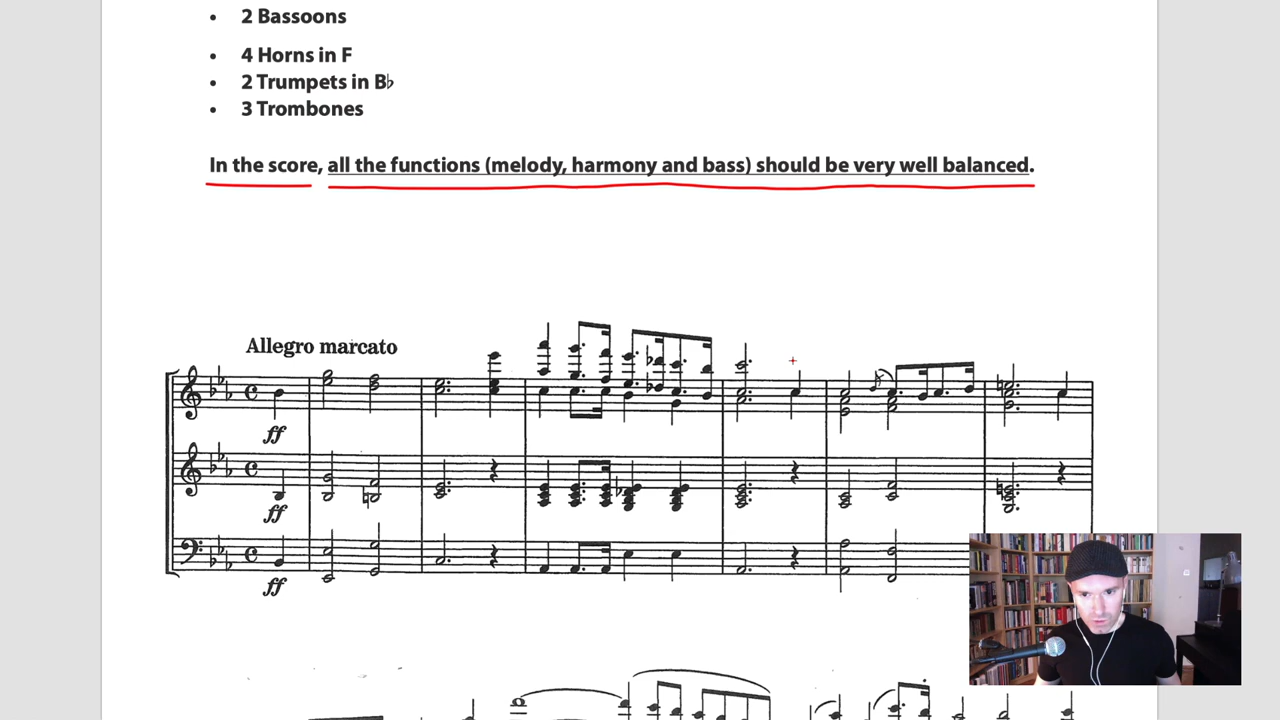 2 Bassoons
4 Horns in F
2 Trumpets in B♭
3 Trombones
In the score, all the functions (melody, harmony and bass) should be very well balanced.
Allegro marcato
ff
ff
ff